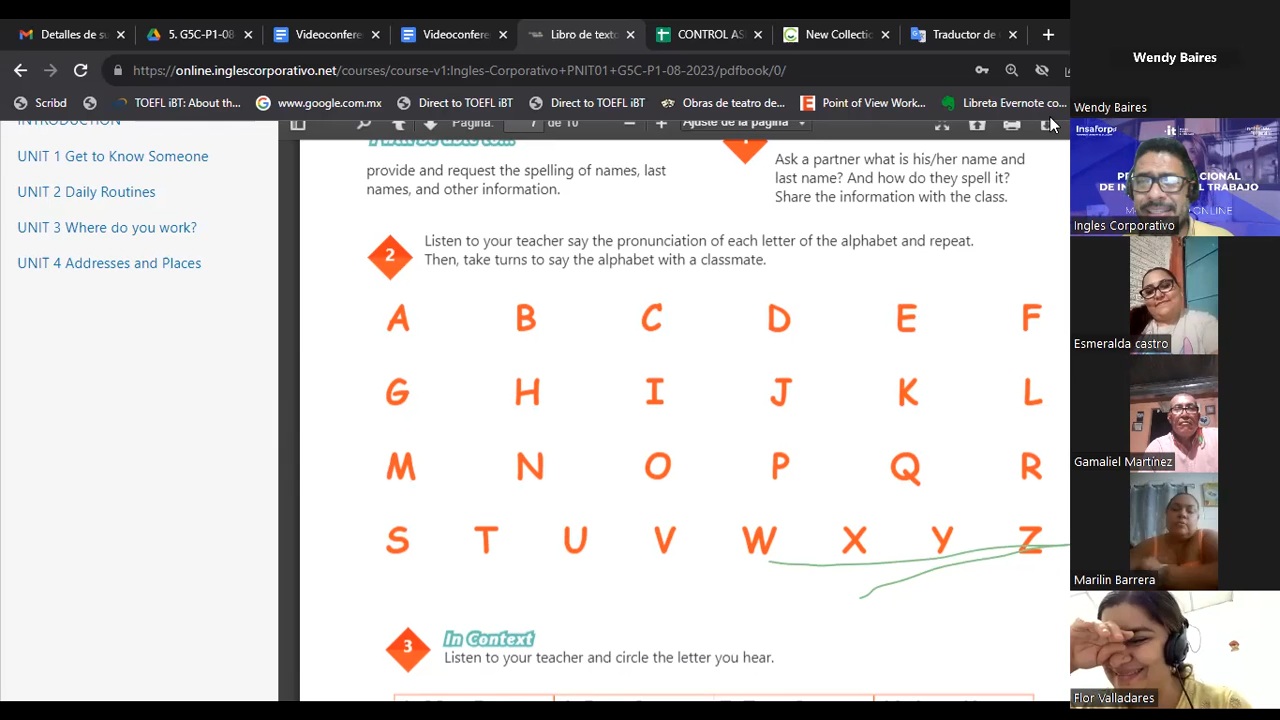 Detalles de su
5. G5C-P1-08
Videoconfere
Videoconfere
Libro de texto
CONTROL AS
New Collectio
Traductor de
https://online.inglescorporativo.net/courses/course-v1:Ingles-Corporativo+PNIT01+G5C-P1-08-2023/pdfbook/0/
Scribd
TOEFL iBT: About th...
www.google.com.mx
Direct to TOEFL iBT
Direct to TOEFL iBT
Obras de teatro de...
Point of View Work...
Libreta Evernote co...
INTRODUCTION
UNIT 1 Get to Know Someone
UNIT 2 Daily Routines
UNIT 3 Where do you work?
UNIT 4 Addresses and Places
Página:
7
de 10
Ajuste de la página
I will be able to...
provide and request the spelling of names, last
names, and other information.
1
Ask a partner what is his/her name and
last name? And how do they spell it?
Share the information with the class.
2
Listen to your teacher say the pronunciation of each letter of the alphabet and repeat.
Then, take turns to say the alphabet with a classmate.
A B C D E F
G H I J K L
M N O P Q R
S T U V W X Y Z
3
In Context
Listen to your teacher and circle the letter you hear.
Wendy Baires
Wendy Baires
Insaforp
it
Ingles Corporativo
Esmeralda castro
Gamaliel Martínez
Marilin Barrera
Flor Valladares